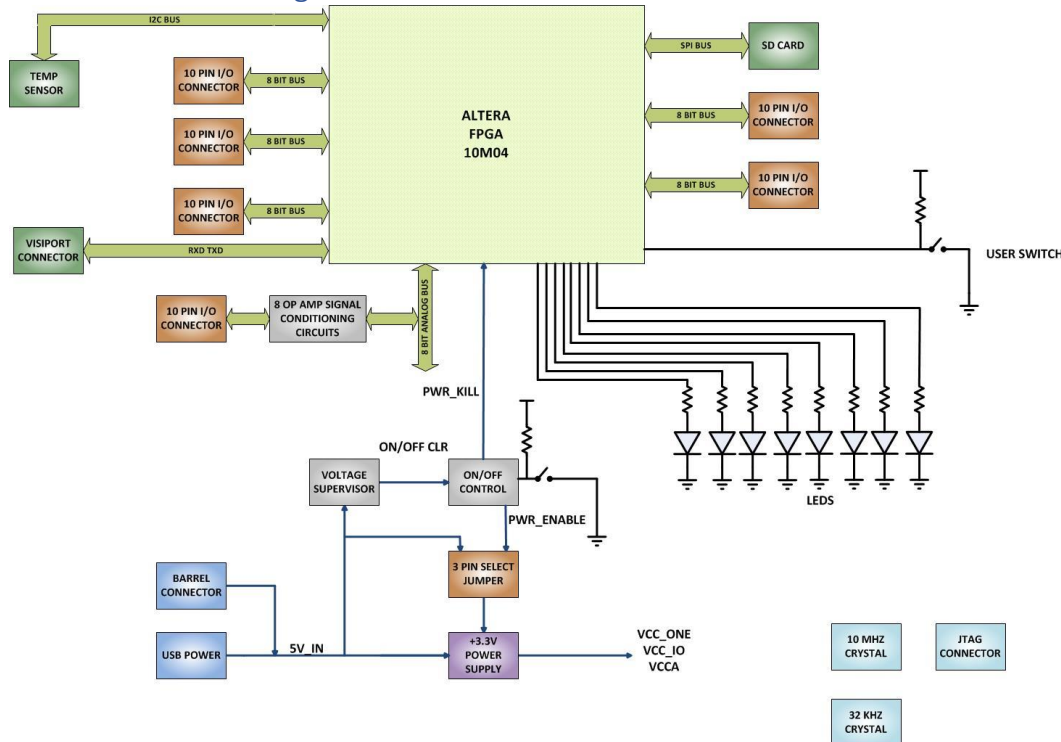 I2C BUS
TEMP
SENSOR
10 PIN I/O
CONNECTOR
8 BIT BUS
10 PIN I/O
CONNECTOR
8 BIT BUS
10 PIN I/O
CONNECTOR
8 BIT BUS
VISIPORT
CONNECTOR
RXD TXD
10 PIN I/O
CONNECTOR
8 OP AMP SIGNAL
CONDITIONING
CIRCUITS
8 BIT ANALOG BUS
ALTERA
FPGA
10M04
SPI BUS
SD CARD
8 BIT BUS
10 PIN I/O
CONNECTOR
8 BIT BUS
10 PIN I/O
CONNECTOR
USER SWITCH
LEDS
PWR_KILL
ON/OFF CLR
VOLTAGE
SUPERVISOR
ON/OFF
CONTROL
PWR_ENABLE
3 PIN SELECT
JUMPER
BARREL
CONNECTOR
USB POWER
5V_IN
+3.3V
POWER
SUPPLY
VCC_ONE
VCC_IO
VCCA
10 MHZ
CRYSTAL
JTAG
CONNECTOR
32 KHZ
CRYSTAL